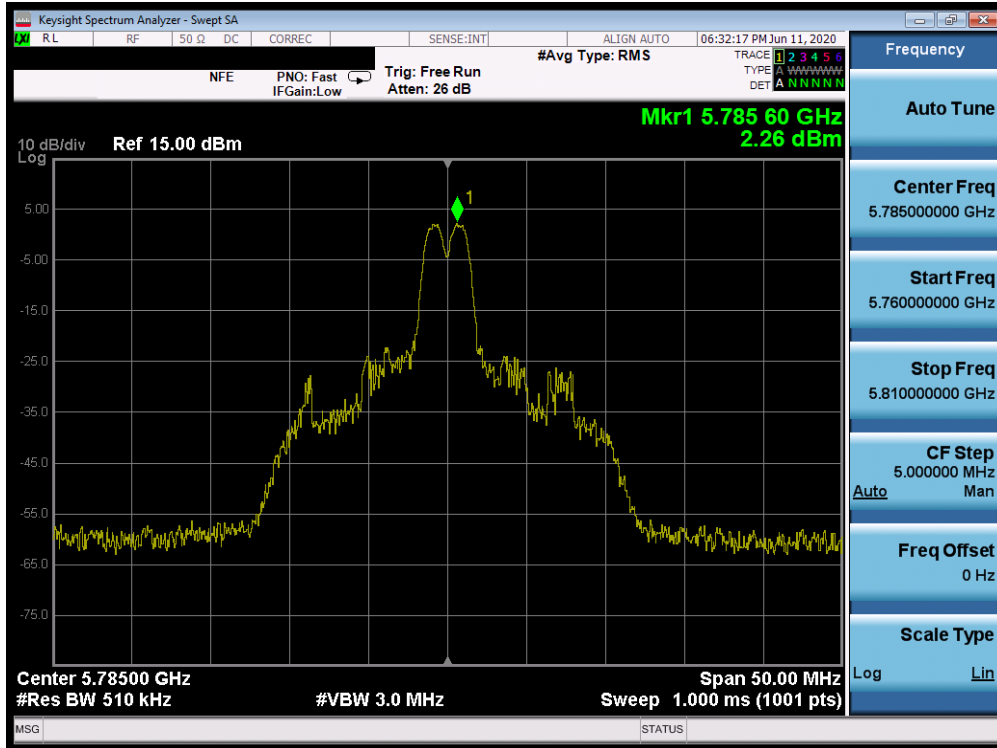 Keysight Spectrum Analyzer - Swept SA
LXI RL RF 50 Ω DC CORREC SENSE:INT ALIGN AUTO 06:32:17 PM Jun 11, 2020
Frequency
#Avg Type: RMS
TRACE 1 2 3 4 5 6
TYPE A WWWWW
DET A N N N N N
NFE
PNO: Fast
IFGain:Low
Trig: Free Run
Atten: 26 dB
Mkr1 5.785 60 GHz
2.26 dBm
10 dB/div Ref 15.00 dBm
Log
1
5.00
-5.00
-15.0
-25.0
-35.0
-45.0
-55.0
-65.0
-75.0
Center 5.78500 GHz Span 50.00 MHz
#Res BW 510 kHz #VBW 3.0 MHz Sweep 1.000 ms (1001 pts)
Auto Tune
Center Freq
5.785000000 GHz
Start Freq
5.760000000 GHz
Stop Freq
5.810000000 GHz
CF Step
5.000000 MHz
Auto Man
Freq Offset
0 Hz
Scale Type
Log Lin
MSG STATUS